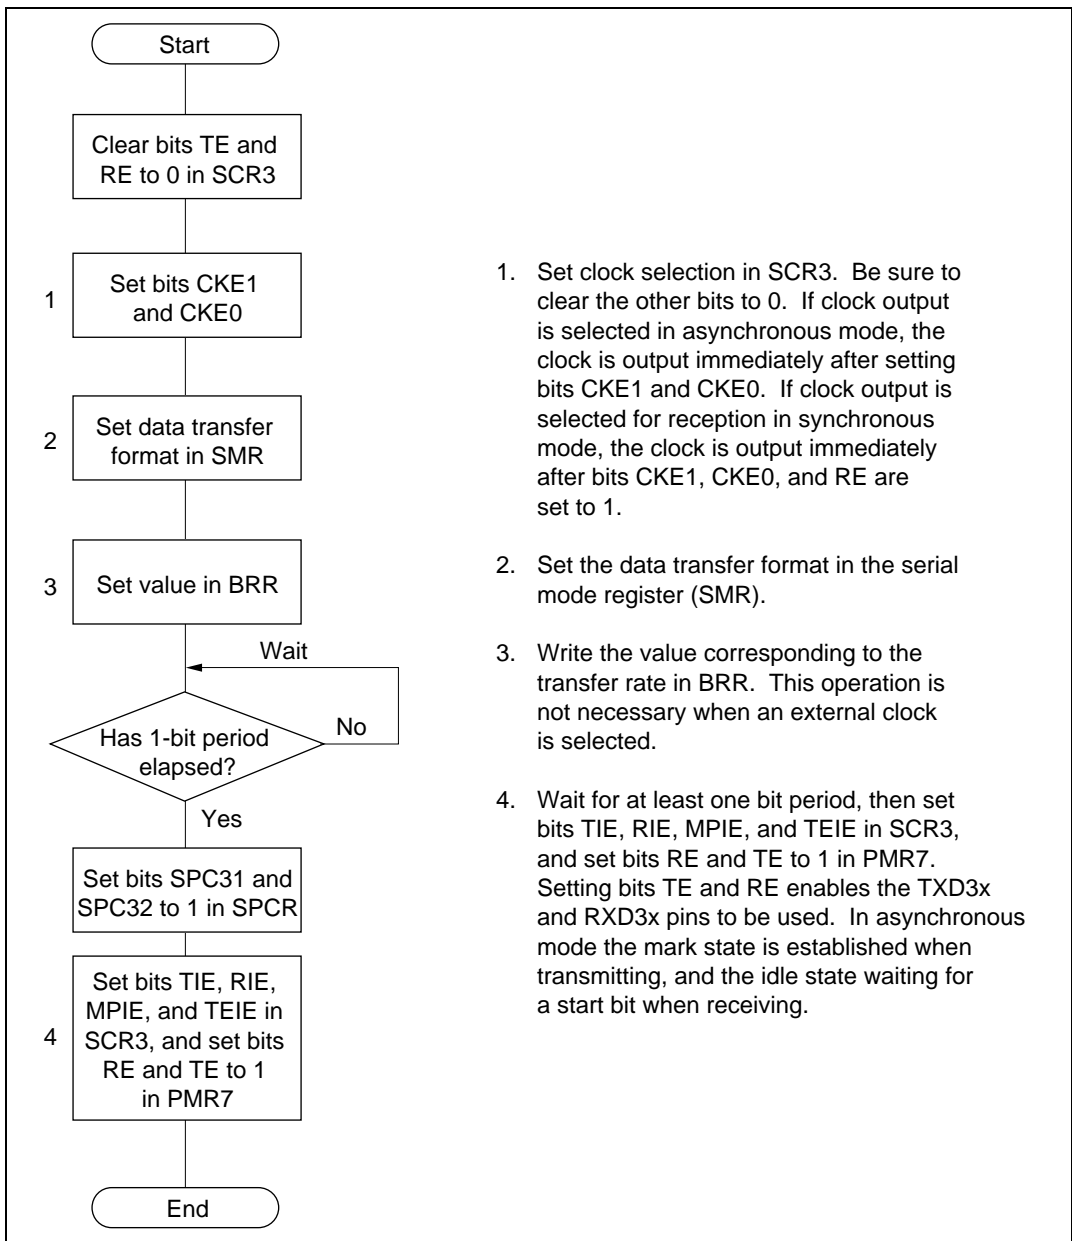 Start
Clear bits TE and
RE to 0 in SCR3
1
Set bits CKE1
and CKE0
2
Set data transfer
format in SMR
3
Set value in BRR
Wait
Has 1-bit period
elapsed?
No
Yes
Set bits SPC31 and
SPC32 to 1 in SPCR
4
Set bits TIE, RIE,
MPIE, and TEIE in
SCR3, and set bits
RE and TE to 1
in PMR7
End
1. Set clock selection in SCR3. Be sure to
clear the other bits to 0. If clock output
is selected in asynchronous mode, the
clock is output immediately after setting
bits CKE1 and CKE0. If clock output is
selected for reception in synchronous
mode, the clock is output immediately
after bits CKE1, CKE0, and RE are
set to 1.
2. Set the data transfer format in the serial
mode register (SMR).
3. Write the value corresponding to the
transfer rate in BRR. This operation is
not necessary when an external clock
is selected.
4. Wait for at least one bit period, then set
bits TIE, RIE, MPIE, and TEIE in SCR3,
and set bits RE and TE to 1 in PMR7.
Setting bits TE and RE enables the TXD3x
and RXD3x pins to be used. In asynchronous
mode the mark state is established when
transmitting, and the idle state waiting for
a start bit when receiving.